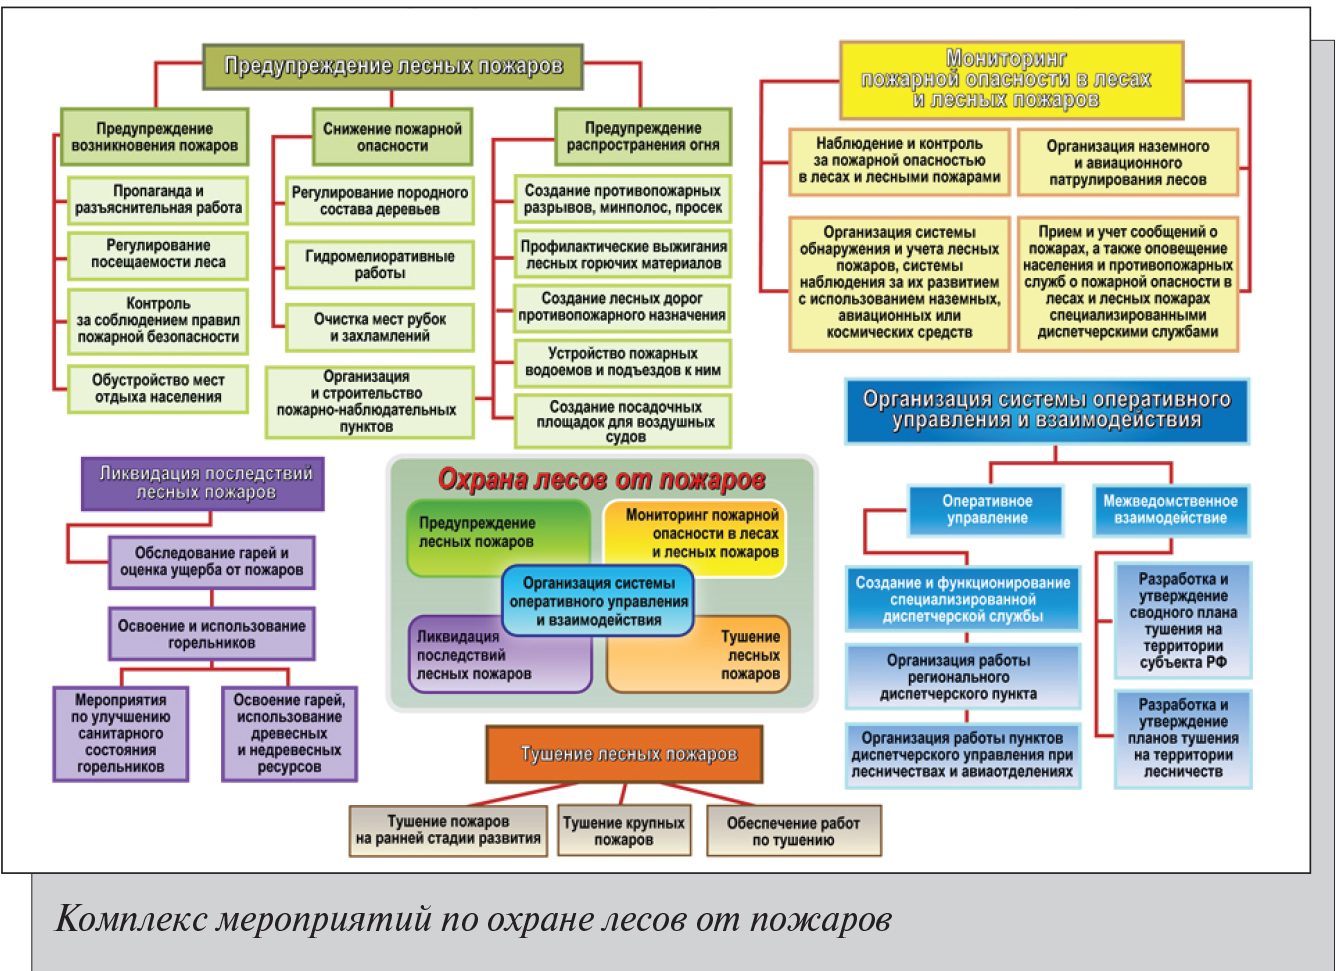 Предупреждение лесных пожаров
Предупреждение
возникновения пожаров
Пропаганда и
разъяснительная работа
Регулирование
посещаемости леса
Контроль
за соблюдением правил
пожарной безопасности
Обустройство мест
отдыха населения
Снижение пожарной
опасности
Регулирование породного
состава деревьев
Гидромелиоративные
работы
Очистка мест рубок
и захламлений
Организация
и строительство
пожарно-наблюдательных
пунктов
Предупреждение
распространения огня
Создание противопожарных
разрывов, минполос, просек
Профилактические выжигания
лесных горючих материалов
Создание лесных дорог
противопожарного назначения
Устройство пожарных
водоемов и подъездов к ним
Создание посадочных
площадок для воздушных
судов
Мониторинг
пожарной опасности в лесах
и лесных пожаров
Наблюдение и контроль
за пожарной опасностью
в лесах и лесными пожарами
Организация наземного
и авиационного
патрулирования лесов
Организация системы
обнаружения и учета лесных
пожаров, системы
наблюдения за их развитием
с использованием наземных,
авиационных или
космических средств
Прием и учет сообщений о
пожарах, а также оповещение
населения и противопожарных
служб о пожарной опасности в
лесах и лесных пожарах
специализированными
диспетчерскими службами
Ликвидация последствий
лесных пожаров
Обследование гарей и
оценка ущерба от пожаров
Освоение и использование
горельников
Мероприятия
по улучшению
санитарного
состояния
горельников
Освоение гарей,
использование
древесных
и недревесных
ресурсов
Охрана лесов от пожаров
Предупреждение
лесных пожаров
Мониторинг пожарной
опасности в лесах
и лесных пожаров
Организация системы
оперативного управления
и взаимодействия
Ликвидация
последствий
лесных пожаров
Тушение
лесных
пожаров
Организация системы оперативного
управления и взаимодействия
Оперативное
управление
Создание и функционирование
специализированной
диспетчерской службы
Организация работы
регионального
диспетчерского пункта
Организация работы пунктов
диспетчерского управления при
лесничествах и авиаотделениях
Межведомственное
взаимодействие
Разработка и
утверждение
сводного плана
тушения на
территории
субъекта РФ
Разработка и
утверждение
планов тушения
на территории
лесничеств
Тушение лесных пожаров
Тушение пожаров
на ранней стадии развития
Тушение крупных
пожаров
Обеспечение работ
по тушению
Комплекс мероприятий по охране лесов от пожаров